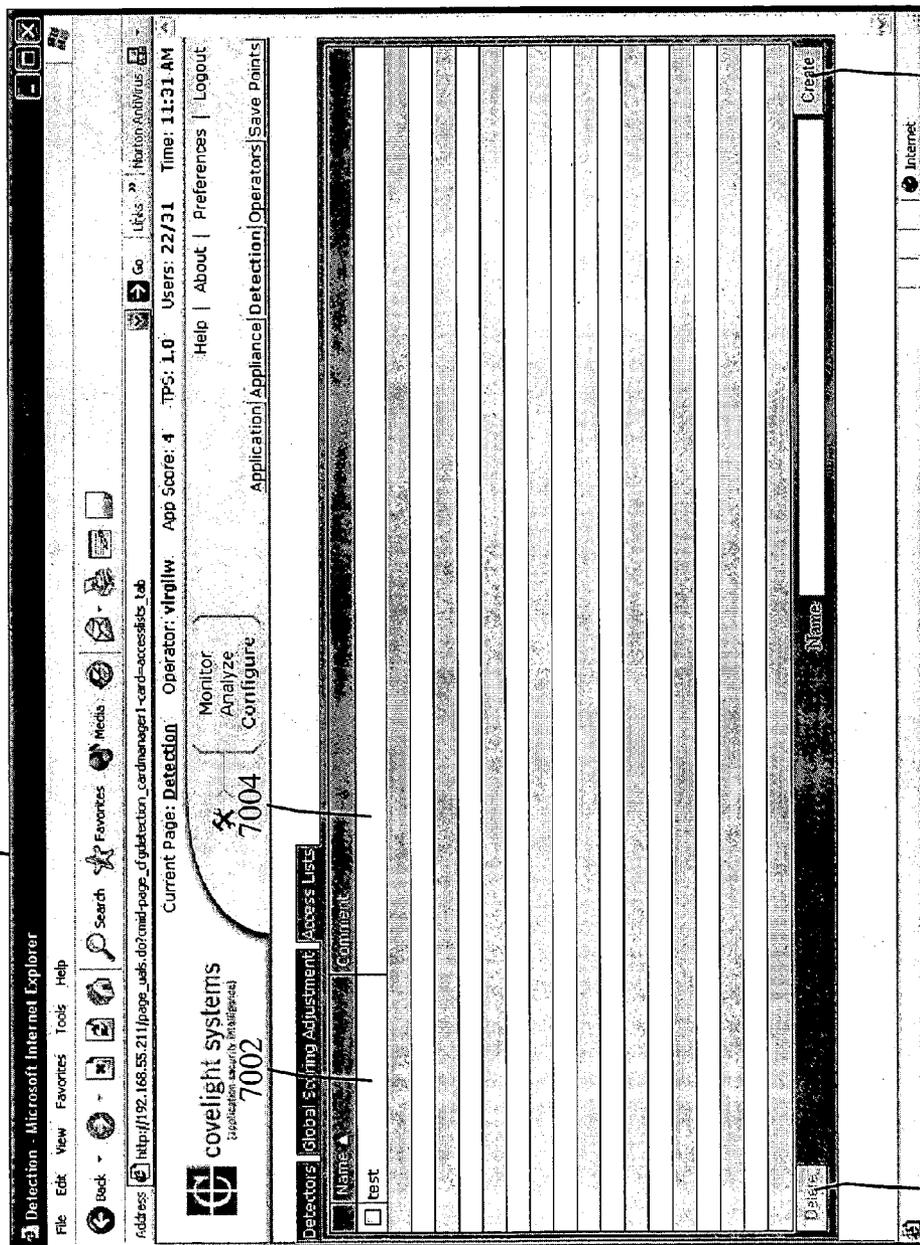 Detection - Microsoft Internet Explorer
File Edit View Favorites Tools Help
Back Search Favorites Media
Address http://192.168.55.211/page_uals.do?cmid-page_cfgdetection_cardmanager1-card=accesslists_tab Go Links » Norton AntiVirus
Current Page: Detection Operator: virgilw App Score: 4 TPS: 1.0 Users: 22/31 Time: 11:31 AM
covelight systems
[application security intelligence]
Monitor
Analyze
Configure
Help | About | Preferences | Logout
Application | Appliance | Detection | Operators | Save Points
7002
7004
Detectors Global Scoring Adjustment Access Lists
Name Comment
test
Delete Name Create
Internet